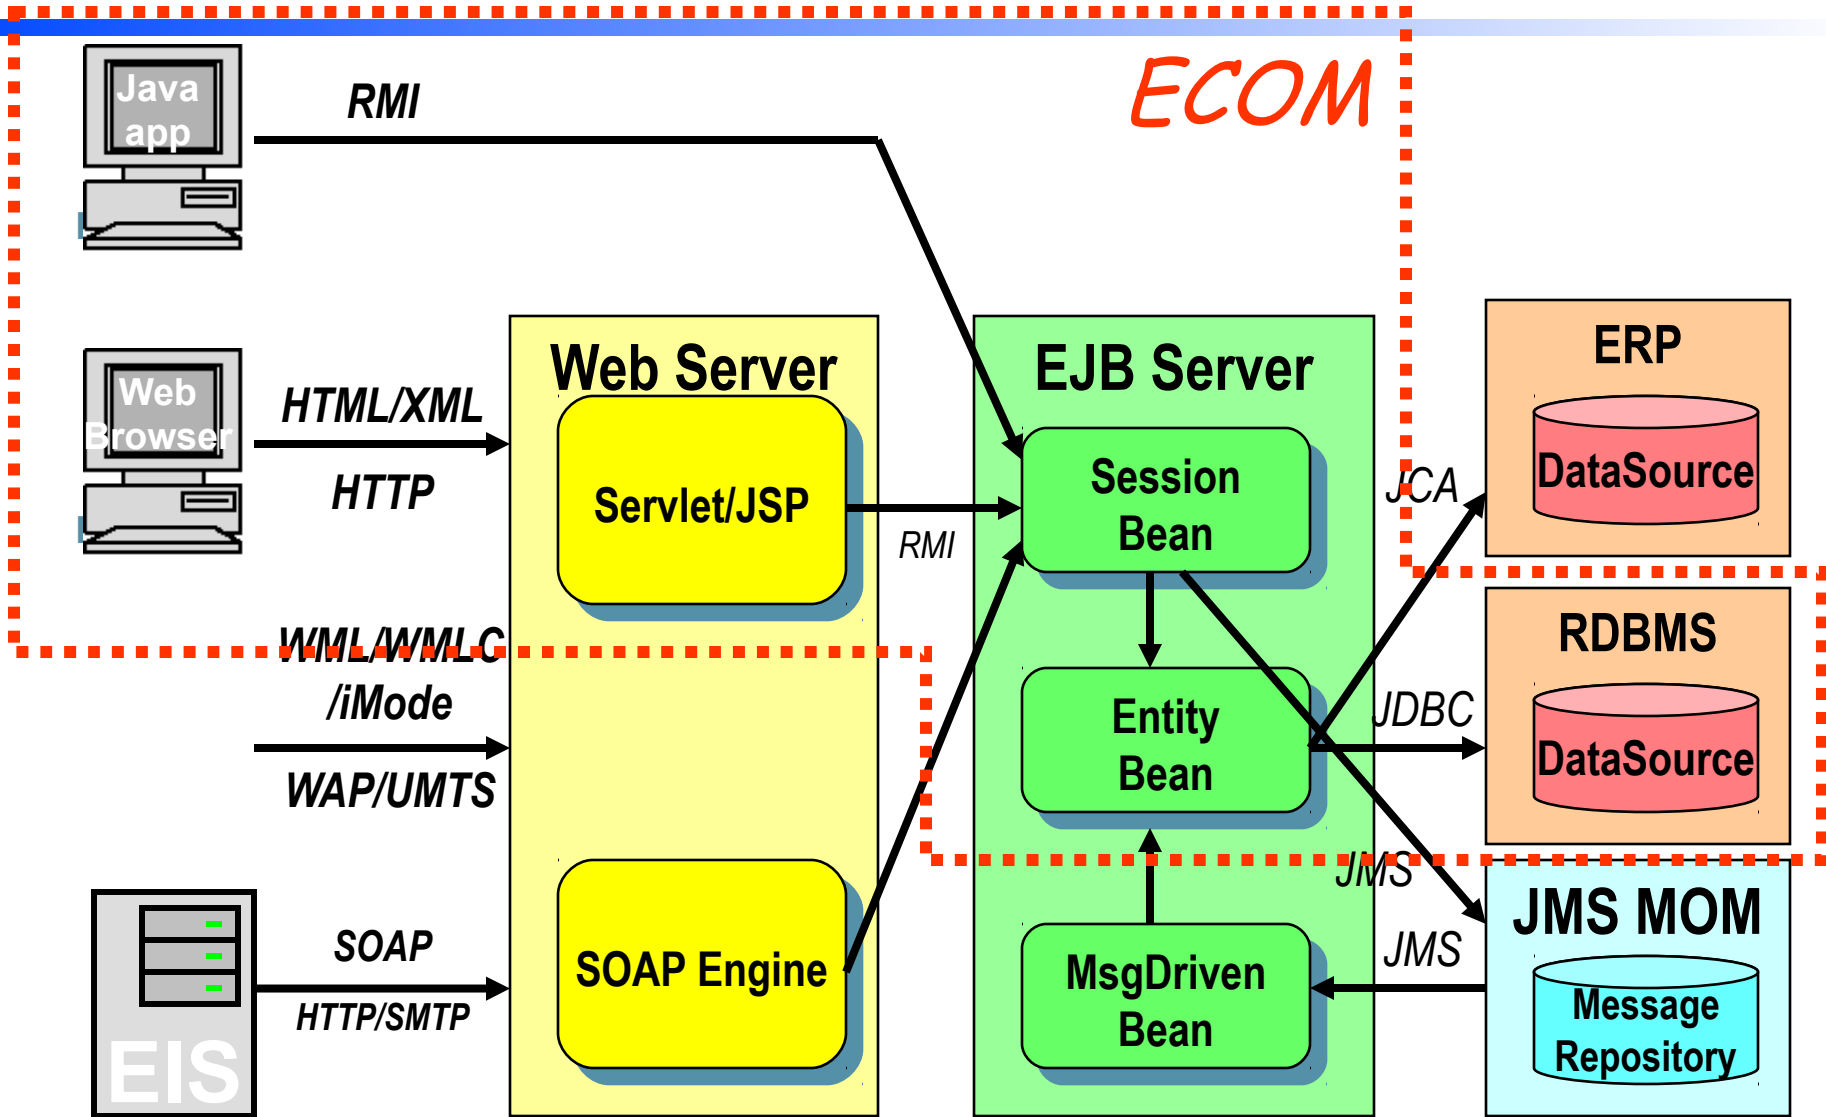 ECOM
Java
app
RMI
Web
Browser
HTML/XML
HTTP
WML/WMLC
/iMode
WAP/UMTS
EIS
SOAP
HTTP/SMTP
Web Server
Servlet/JSP
SOAP Engine
RMI
EJB Server
Session
Bean
Entity
Bean
MsgDriven
Bean
JCA
JDBC
JMS
JMS
ERP
DataSource
RDBMS
DataSource
JMS MOM
Message
Repository